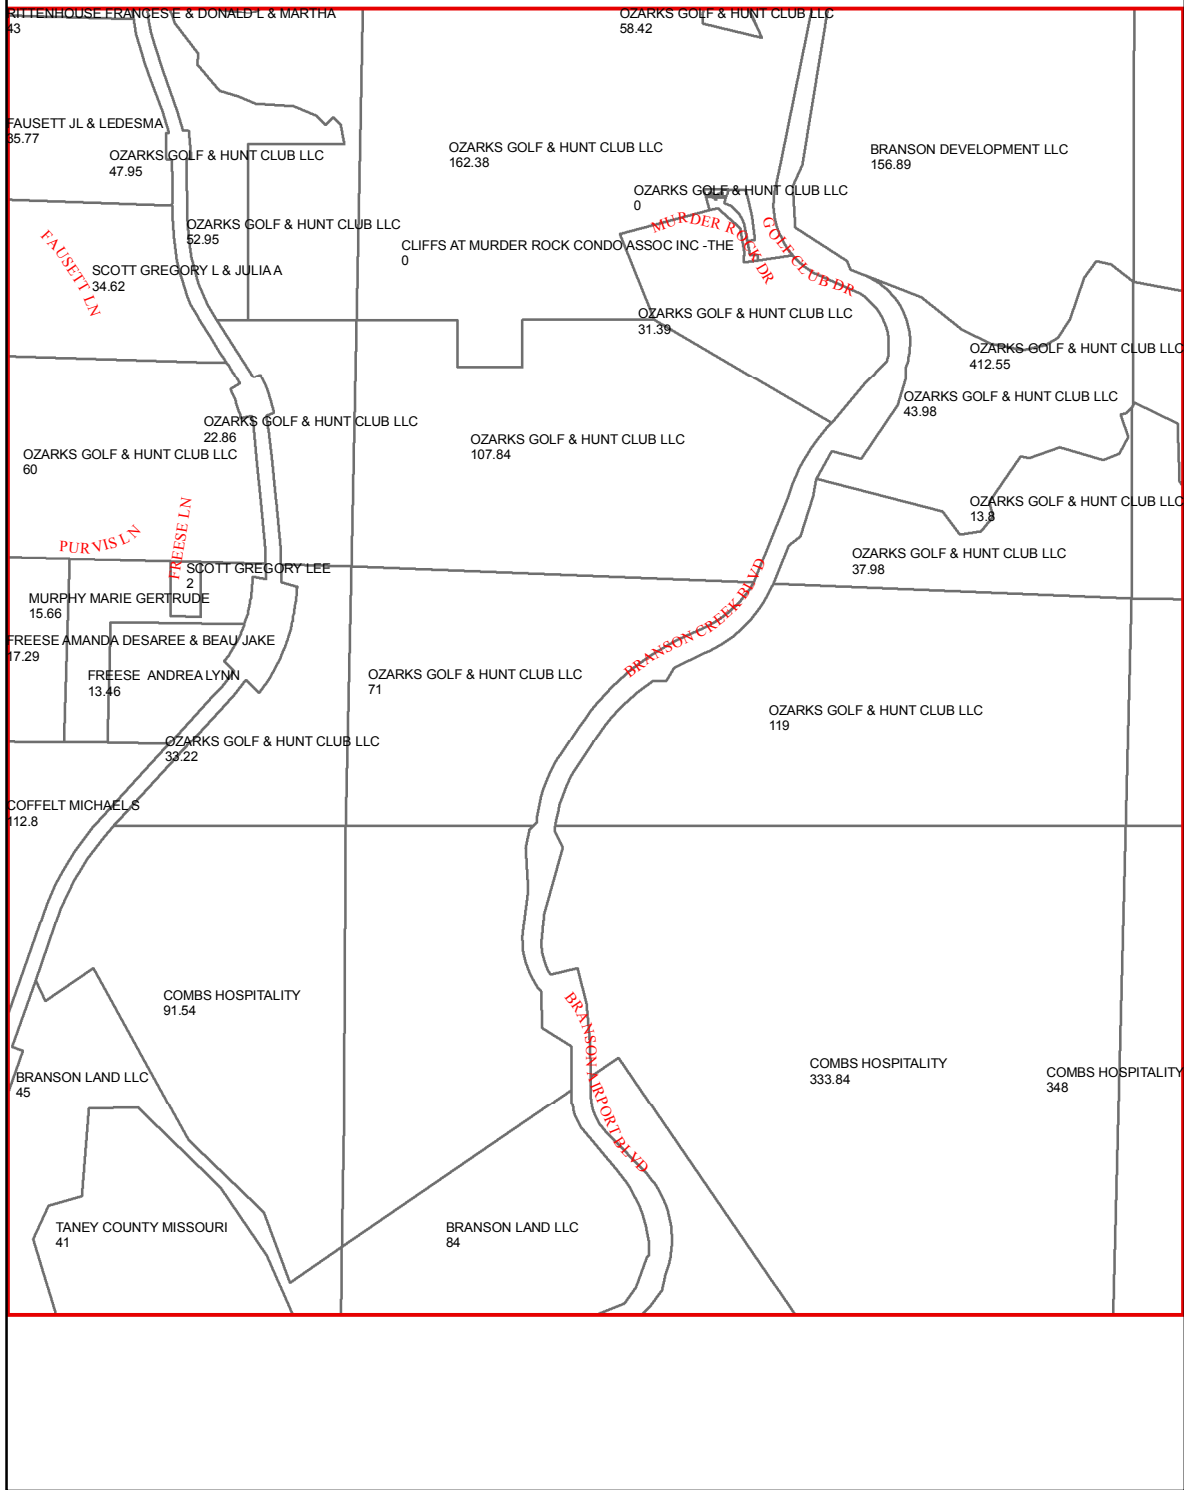 RITTENHOUSE FRANCES E & DONALD L & MARTHA
43
OZARKS GOLF & HUNT CLUB LLC
58.42
FAUSETT JL & LEDESMA
35.77
OZARKS GOLF & HUNT CLUB LLC
47.95
OZARKS GOLF & HUNT CLUB LLC
162.38
BRANSON DEVELOPMENT LLC
156.89
OZARKS GOLF & HUNT CLUB LLC
0
OZARKS GOLF & HUNT CLUB LLC
52.95
MURDER ROCK DR
GOLF CLUB DR
CLIFFS AT MURDER ROCK CONDO ASSOC INC -THE
0
FAUSETT LN
SCOTT GREGORY L & JULIA A
34.62
OZARKS GOLF & HUNT CLUB LLC
31.39
OZARKS GOLF & HUNT CLUB LLC
412.55
OZARKS GOLF & HUNT CLUB LLC
43.98
OZARKS GOLF & HUNT CLUB LLC
22.86
OZARKS GOLF & HUNT CLUB LLC
107.84
OZARKS GOLF & HUNT CLUB LLC
60
OZARKS GOLF & HUNT CLUB LLC
13.8
PURVIS LN
FREESE LN
OZARKS GOLF & HUNT CLUB LLC
37.98
SCOTT GREGORY LEE
2
MURPHY MARIE GERTRUDE
15.66
BRANSON CREEK BLVD
FREESE AMANDA DESAREE & BEAU JAKE
17.29
FREESE  ANDREA LYNN
13.46
OZARKS GOLF & HUNT CLUB LLC
71
OZARKS GOLF & HUNT CLUB LLC
119
OZARKS GOLF & HUNT CLUB LLC
33.22
COFFELT MICHAEL S
112.8
COMBS HOSPITALITY
91.54
BRANSON AIRPORT BLVD
COMBS HOSPITALITY
333.84
COMBS HOSPITALITY
348
BRANSON LAND LLC
45
TANEY COUNTY MISSOURI
41
BRANSON LAND LLC
84